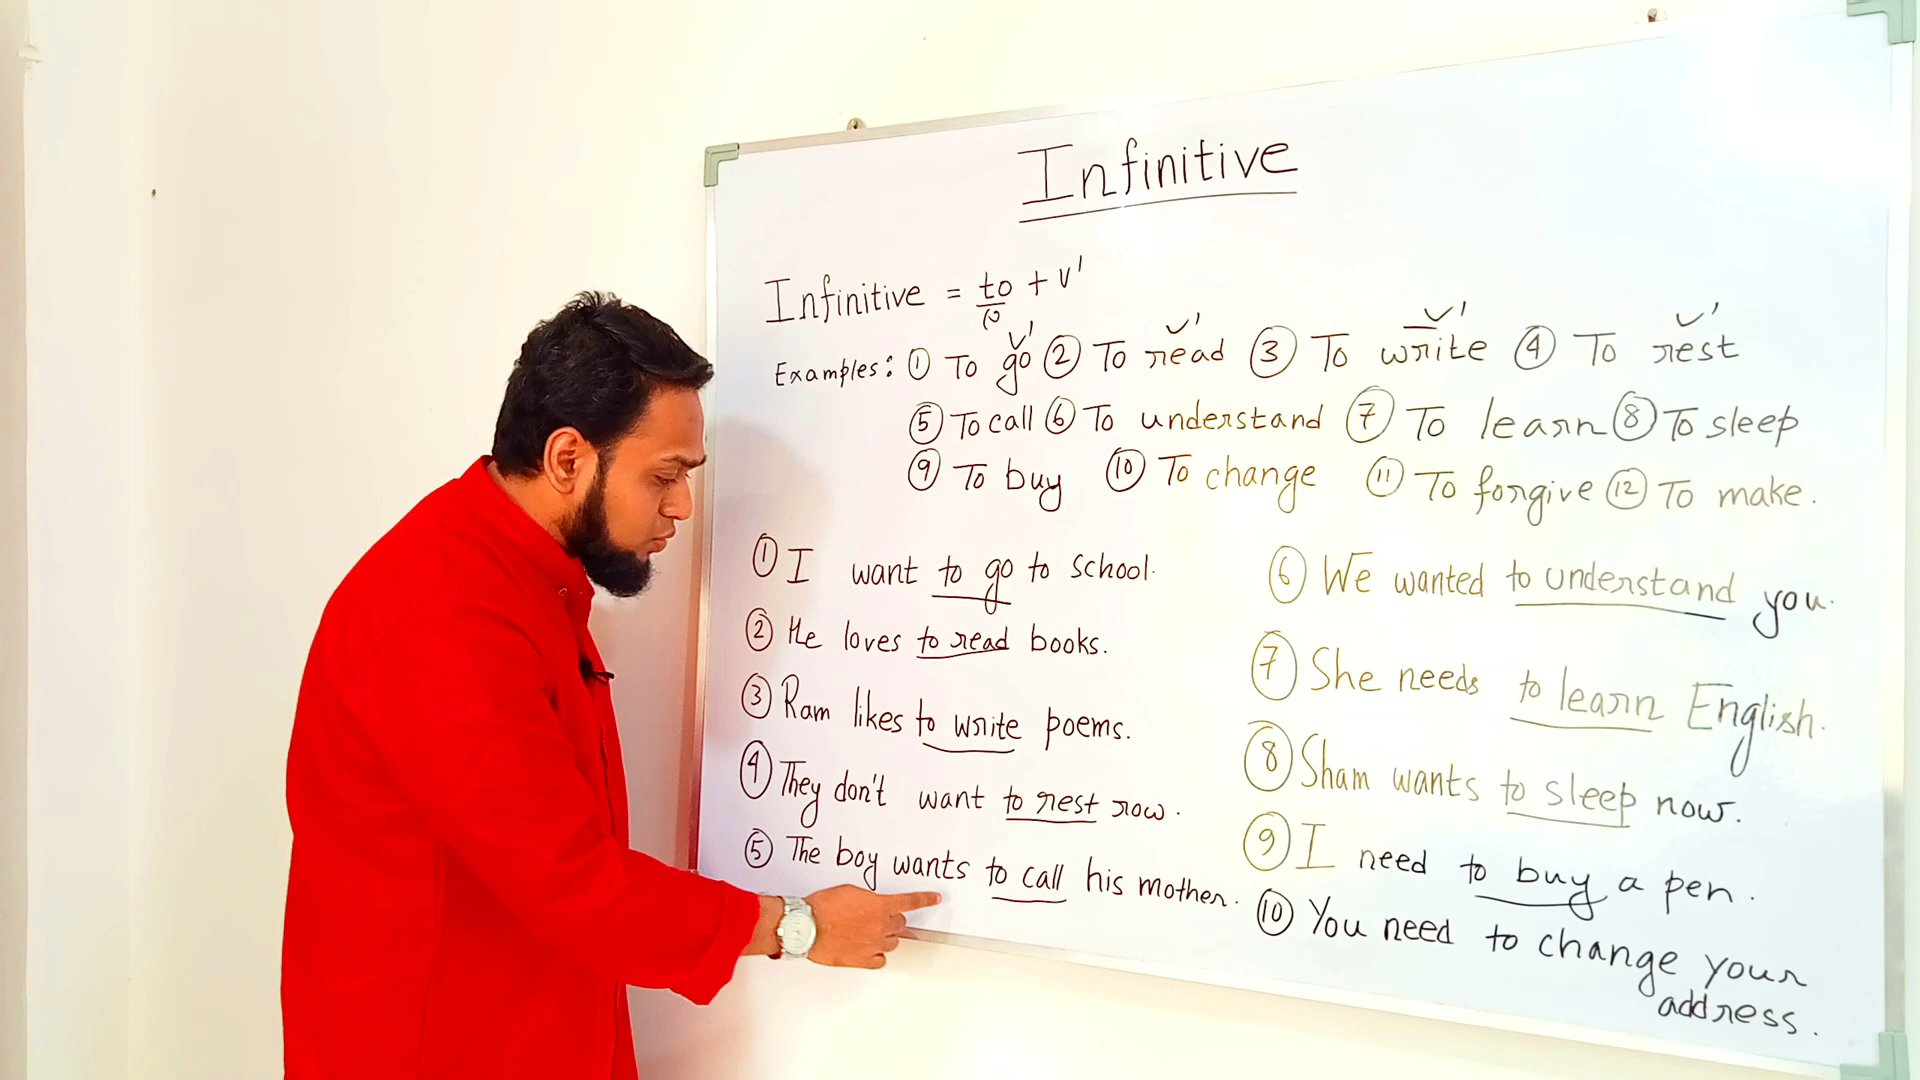 Infinitive
Infinitive = to + V¹
Examples: ① To go ② To read ③ To write ④ To rest
⑤ To call ⑥ To understand ⑦ To learn ⑧ To sleep
⑨ To buy ⑩ To change ⑪ To forgive ⑫ To make.
① I want to go to school.
② He loves to read books.
③ Ram likes to write poems.
④ They don't want to rest now.
⑤ The boy wants to call his mother.
⑥ We wanted to understand you.
⑦ She needs to learn English.
⑧ Sham wants to sleep now.
⑨ I need to buy a pen.
⑩ You need to change your
address.